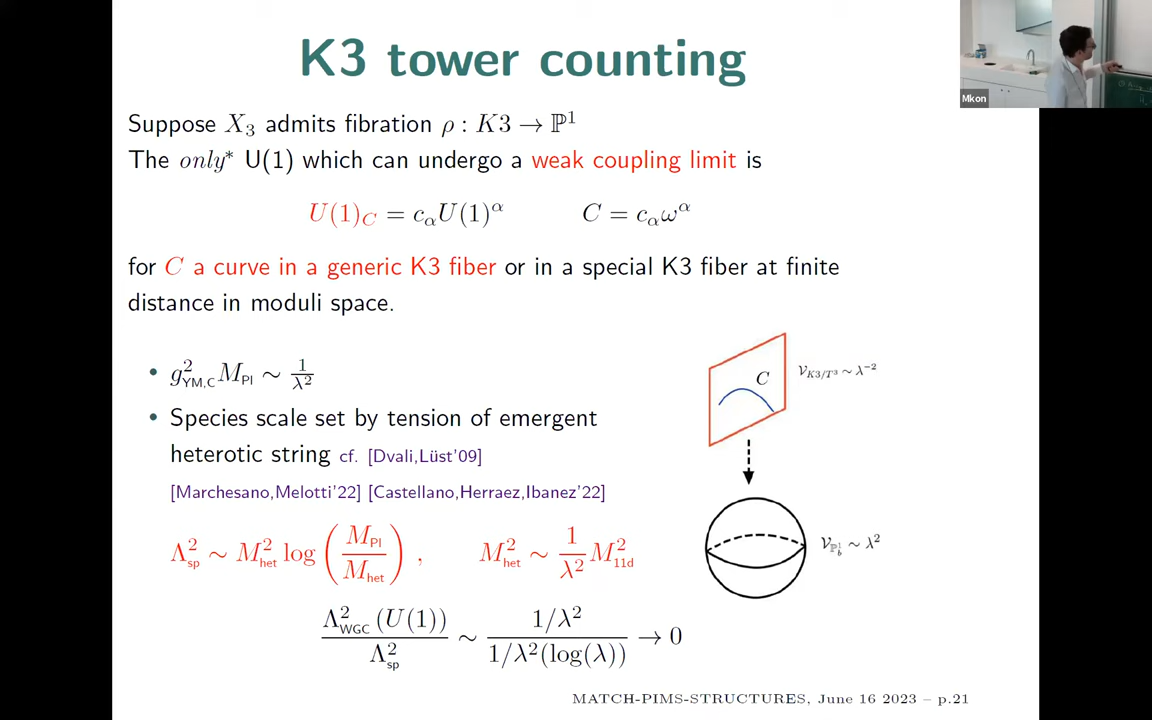 K3 tower counting
Mkon
Suppose X₃ admits fibration ρ : K3 → ℙ¹
The only* U(1) which can undergo a weak coupling limit is
U(1)_C = c_α U(1)^α C = c_α ω^α
for C a curve in a generic K3 fiber or in a special K3 fiber at finite
distance in moduli space.
• g²_YM,C M_Pl ∼ 1/λ²
• Species scale set by tension of emergent
heterotic string cf. [Dvali,Lüst'09]
[Marchesano,Melotti'22] [Castellano,Herraez,Ibanez'22]
Λ²_sp ∼ M²_het log (M_Pl/M_het) , M²_het ∼ 1/λ² M²_11d
Λ²_WGC (U(1))/Λ²_sp ∼ 1/λ²/1/λ²(log(λ)) → 0
C
𝒱_K3/T³ ∼ λ⁻²
𝒱_ℙ¹_b ∼ λ²
MATCH-PIMS-STRUCTURES, June 16 2023 – p.21